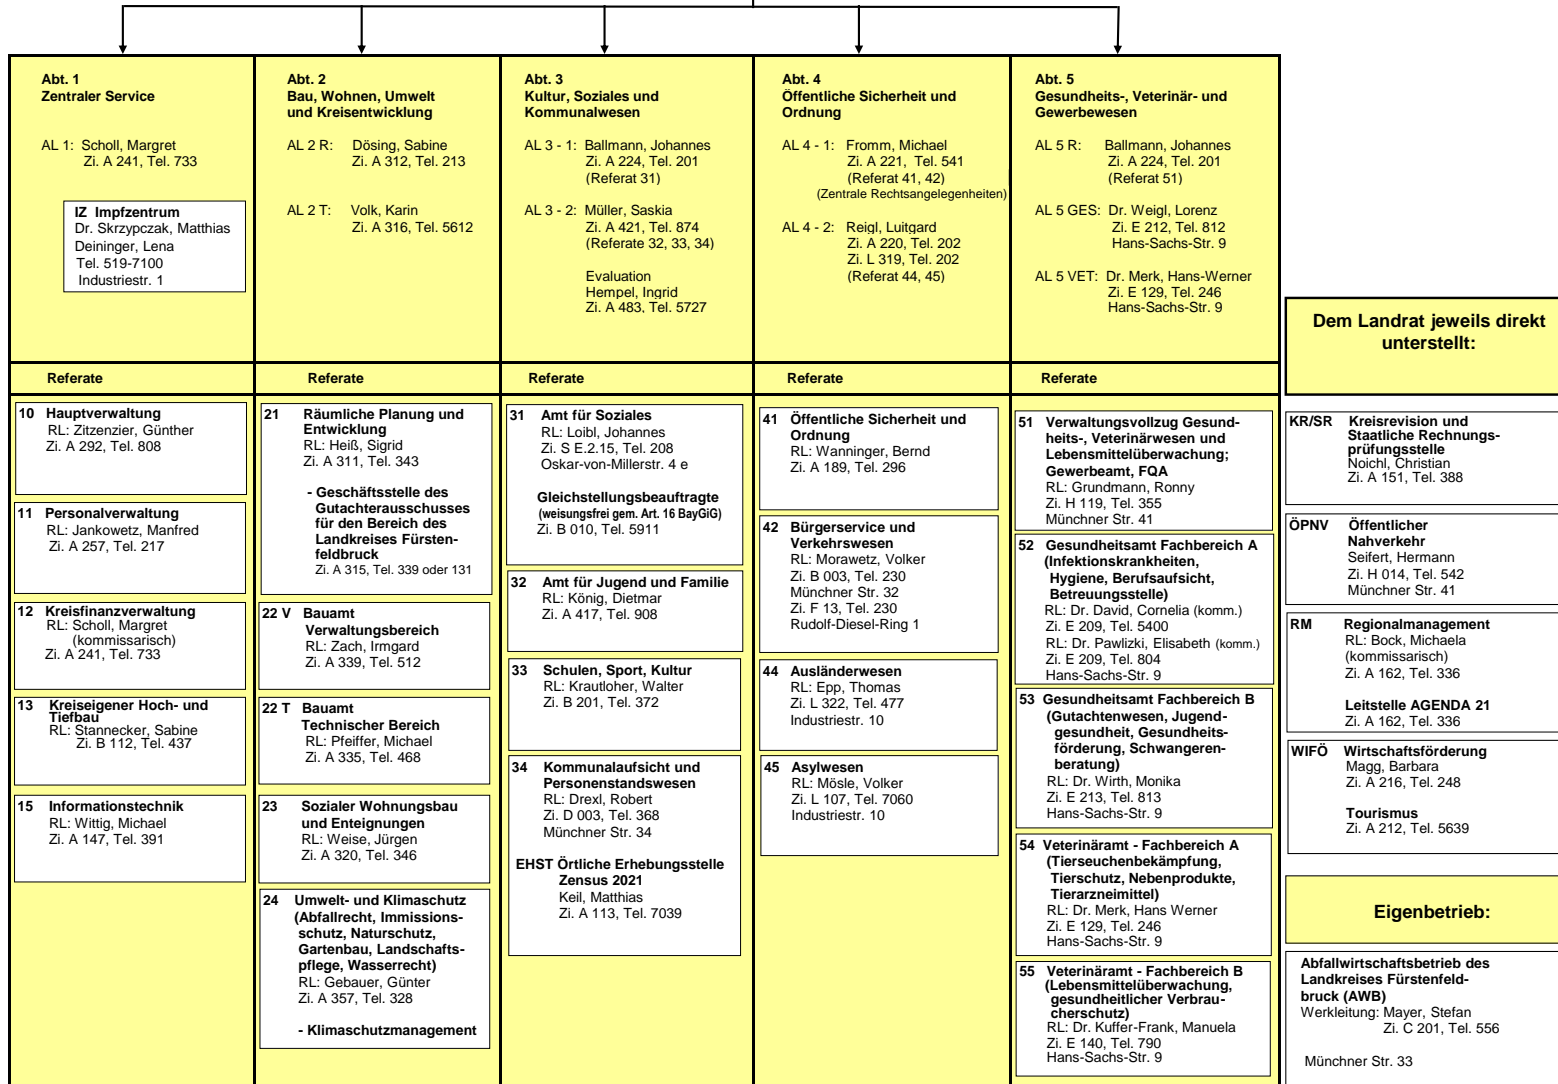 Abt. 1
Zentraler Service
AL 1: Scholl, Margret
Zi. A 241, Tel. 733
IZ Impfzentrum
Dr. Skrzypczak, Matthias
Deininger, Lena
Tel. 519-7100
Industriestr. 1
Abt. 2
Bau, Wohnen, Umwelt
und Kreisentwicklung
AL 2 R: Dösing, Sabine
Zi. A 312, Tel. 213
AL 2 T: Volk, Karin
Zi. A 316, Tel. 5612
Abt. 3
Kultur, Soziales und
Kommunalwesen
AL 3 - 1: Ballmann, Johannes
Zi. A 224, Tel. 201
(Referat 31)
AL 3 - 2: Müller, Saskia
Zi. A 421, Tel. 874
(Referate 32, 33, 34)
Evaluation
Hempel, Ingrid
Zi. A 483, Tel. 5727
Abt. 4
Öffentliche Sicherheit und
Ordnung
AL 4 - 1: Fromm, Michael
Zi. A 221, Tel. 541
(Referat 41, 42)
(Zentrale Rechtsangelegenheiten)
AL 4 - 2: Reigl, Luitgard
Zi. A 220, Tel. 202
Zi. L 319, Tel. 202
(Referat 44, 45)
Abt. 5
Gesundheits-, Veterinär- und
Gewerbewesen
AL 5 R: Ballmann, Johannes
Zi. A 224, Tel. 201
(Referat 51)
AL 5 GES: Dr. Weigl, Lorenz
Zi. E 212, Tel. 812
Hans-Sachs-Str. 9
AL 5 VET: Dr. Merk, Hans-Werner
Zi. E 129, Tel. 246
Hans-Sachs-Str. 9
Referate
Referate
Referate
Referate
Referate
10 Hauptverwaltung
RL: Zitzenzier, Günther
Zi. A 292, Tel. 808
11 Personalverwaltung
RL: Jankowetz, Manfred
Zi. A 257, Tel. 217
12 Kreisfinanzverwaltung
RL: Scholl, Margret
(kommissarisch)
Zi. A 241, Tel. 733
13 Kreiseigener Hoch- und
Tiefbau
RL: Stannecker, Sabine
Zi. B 112, Tel. 437
15 Informationstechnik
RL: Wittig, Michael
Zi. A 147, Tel. 391
21 Räumliche Planung und
Entwicklung
RL: Heiß, Sigrid
Zi. A 311, Tel. 343
- Geschäftsstelle des
Gutachterausschusses
für den Bereich des
Landkreises Fürsten-
feldbruck
Zi. A 315, Tel. 339 oder 131
22 V Bauamt
Verwaltungsbereich
RL: Zach, Irmgard
Zi. A 339, Tel. 512
22 T Bauamt
Technischer Bereich
RL: Pfeiffer, Michael
Zi. A 335, Tel. 468
23 Sozialer Wohnungsbau
und Enteignungen
RL: Weise, Jürgen
Zi. A 320, Tel. 346
24 Umwelt- und Klimaschutz
(Abfallrecht, Immissions-
schutz, Naturschutz,
Gartenbau, Landschafts-
pflege, Wasserrecht)
RL: Gebauer, Günter
Zi. A 357, Tel. 328
- Klimaschutzmanagement
31 Amt für Soziales
RL: Loibl, Johannes
Zi. S E.2.15, Tel. 208
Oskar-von-Millerstr. 4 e
Gleichstellungsbeauftragte
(weisungsfrei gem. Art. 16 BayGiG)
Zi. B 010, Tel. 5911
32 Amt für Jugend und Familie
RL: König, Dietmar
Zi. A 417, Tel. 908
33 Schulen, Sport, Kultur
RL: Krautloher, Walter
Zi. B 201, Tel. 372
34 Kommunalaufsicht und
Personenstandswesen
RL: Drexl, Robert
Zi. D 003, Tel. 368
Münchner Str. 34
EHST Örtliche Erhebungsstelle
Zensus 2021
Keil, Matthias
Zi. A 113, Tel. 7039
41 Öffentliche Sicherheit und
Ordnung
RL: Wanninger, Bernd
Zi. A 189, Tel. 296
42 Bürgerservice und
Verkehrswesen
RL: Morawetz, Volker
Zi. B 003, Tel. 230
Münchner Str. 32
Zi. F 13, Tel. 230
Rudolf-Diesel-Ring 1
44 Ausländerwesen
RL: Epp, Thomas
Zi. L 322, Tel. 477
Industriestr. 10
45 Asylwesen
RL: Mösle, Volker
Zi. L 107, Tel. 7060
Industriestr. 10
51 Verwaltungsvollzug Gesund-
heits-, Veterinärwesen und
Lebensmittelüberwachung;
Gewerbeamt, FQA
RL: Grundmann, Ronny
Zi. H 119, Tel. 355
Münchner Str. 41
52 Gesundheitsamt Fachbereich A
(Infektionskrankheiten,
Hygiene, Berufsaufsicht,
Betreuungsstelle)
RL: Dr. David, Cornelia (komm.)
Zi. E 209, Tel. 5400
RL: Dr. Pawlizki, Elisabeth (komm.)
Zi. E 209, Tel. 804
Hans-Sachs-Str. 9
53 Gesundheitsamt Fachbereich B
(Gutachtenwesen, Jugend-
gesundheit, Gesundheits-
förderung, Schwangeren-
beratung)
RL: Dr. Wirth, Monika
Zi. E 213, Tel. 813
Hans-Sachs-Str. 9
54 Veterinäramt - Fachbereich A
(Tierseuchenbekämpfung,
Tierschutz, Nebenprodukte,
Tierarzneimittel)
RL: Dr. Merk, Hans Werner
Zi. E 129, Tel. 246
Hans-Sachs-Str. 9
55 Veterinäramt - Fachbereich B
(Lebensmittelüberwachung,
gesundheitlicher Verbrau-
cherschutz)
RL: Dr. Kuffer-Frank, Manuela
Zi. E 140, Tel. 790
Hans-Sachs-Str. 9
Dem Landrat jeweils direkt
unterstellt:
KR/SR Kreisrevision und
Staatliche Rechnungs-
prüfungsstelle
Noichl, Christian
Zi. A 151, Tel. 388
ÖPNV Öffentlicher
Nahverkehr
Seifert, Hermann
Zi. H 014, Tel. 542
Münchner Str. 41
RM Regionalmanagement
RL: Bock, Michaela
(kommissarisch)
Zi. A 162, Tel. 336
Leitstelle AGENDA 21
Zi. A 162, Tel. 336
WIFÖ Wirtschaftsförderung
Magg, Barbara
Zi. A 216, Tel. 248
Tourismus
Zi. A 212, Tel. 5639
Eigenbetrieb:
Abfallwirtschaftsbetrieb des
Landkreises Fürstenfeld-
bruck (AWB)
Werkleitung: Mayer, Stefan
Zi. C 201, Tel. 556
Münchner Str. 33